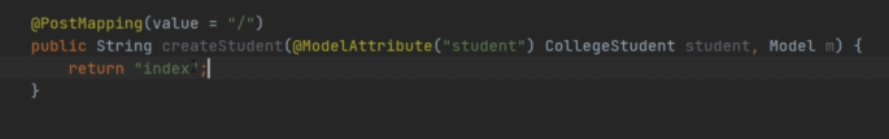 @PostMapping(value = "/")
public String createStudent(@ModelAttribute("student") CollegeStudent student, Model m) {
return "index";
}